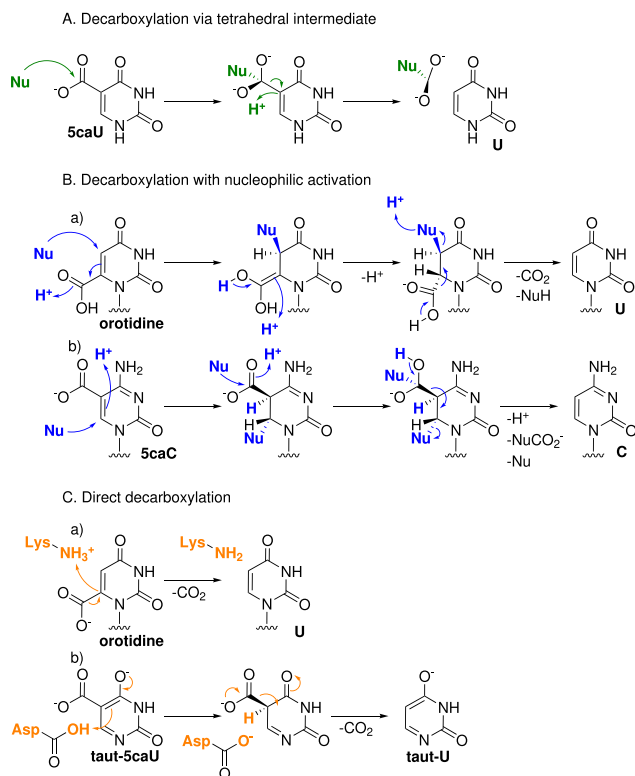 A. Decarboxylation via tetrahedral intermediate
Nu O O NH O⁻ N H O 5caU
Nu O⁻ O⁻ H⁺ O NH N H O
Nu O⁻ O⁻ O NH N H O U
B. Decarboxylation with nucleophilic activation
a)
Nu O NH N O O OH H⁺ orotidine
Nu H O NH N O H O OH H⁺
-H⁺
H⁺ Nu H O NH N O H ⁻O O H
-CO₂
-NuH
O NH N O U
b)
H⁺ NH₂ O ⁻O N N O Nu 5caC
Nu O H⁺ NH₂ ⁻O H N H N O Nu
H O Nu NH₂ ⁻O H N H N O Nu
-H⁺
-NuCO₂⁻
-Nu
NH₂ N N O C
C. Direct decarboxylation
a)
Lys NH₃⁺ O NH N O O O⁻ orotidine
Lys NH₂
-CO₂
O NH N O U
b)
O O⁻ ⁻O NH N O Asp OH O taut-5caU
O O ⁻O H NH N O Asp O⁻ O
-CO₂
O⁻ NH N O taut-U